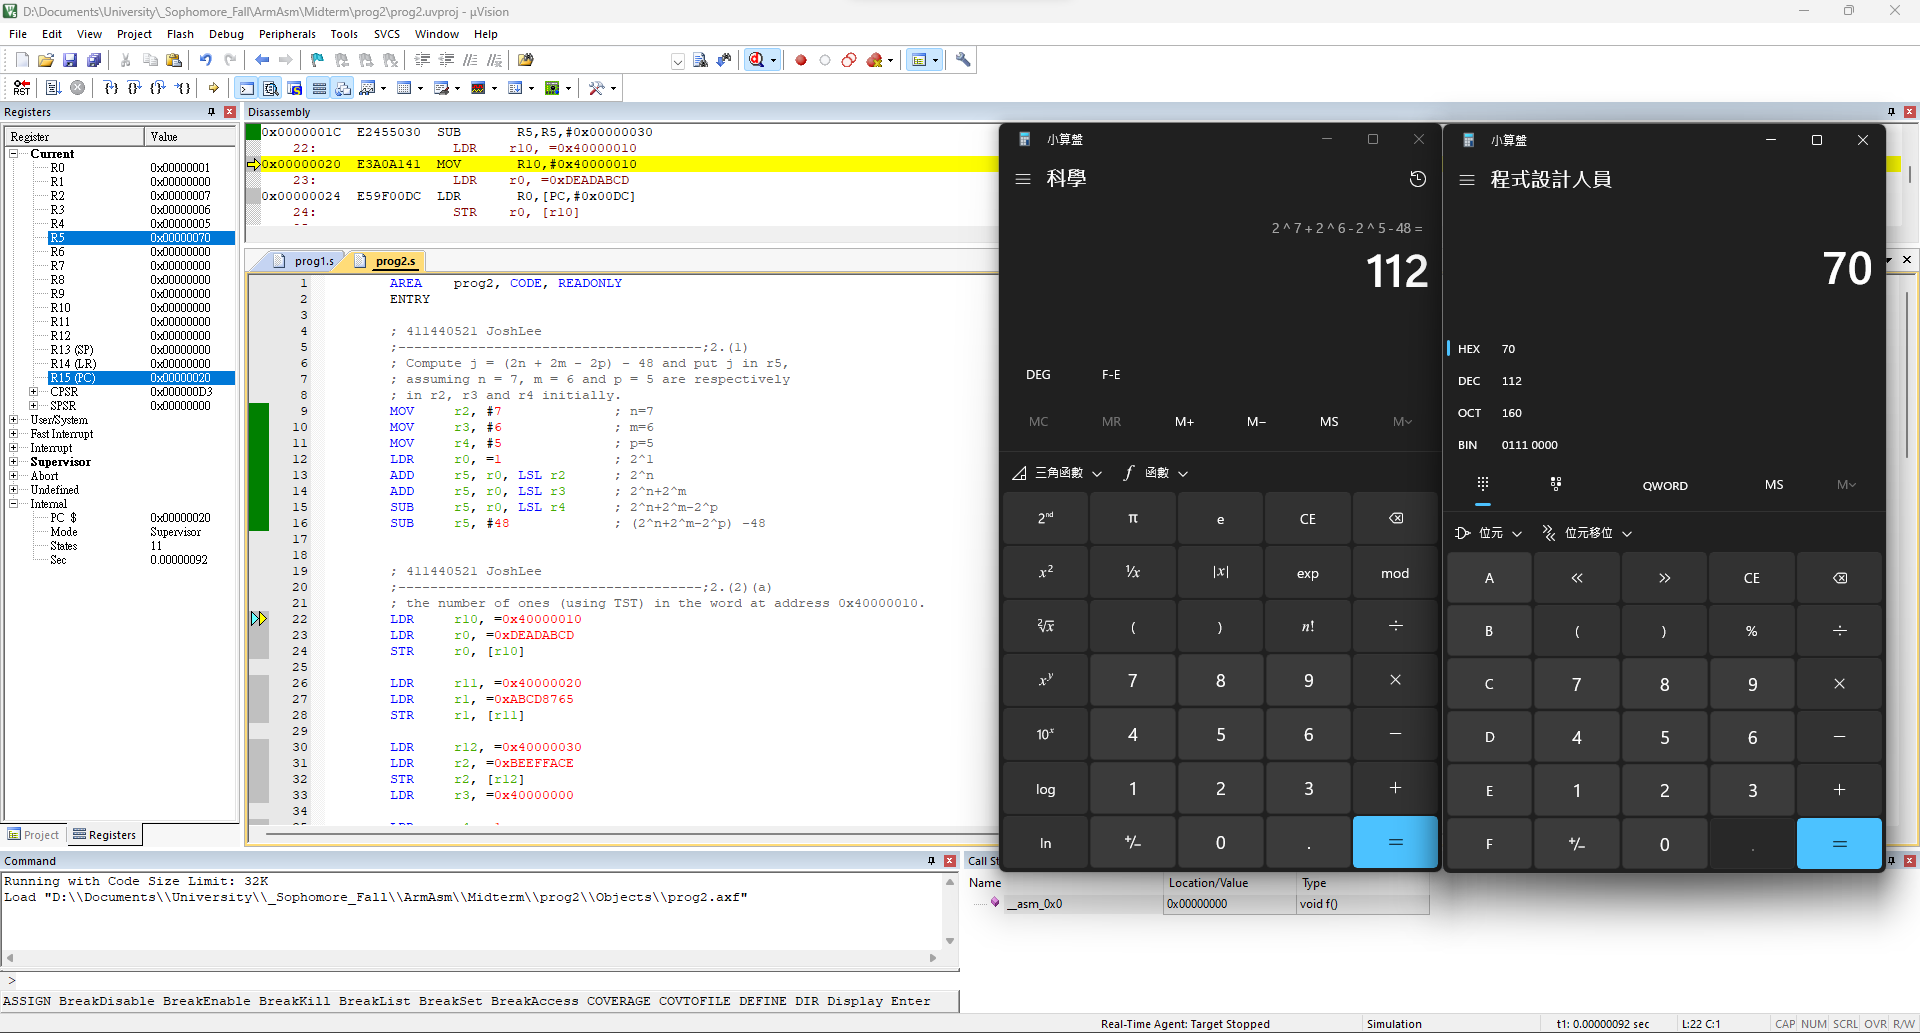 D:\Documents\University\_Sophomore_Fall\ArmAsm\Midterm\prog2\prog2.uvproj - µVision
File Edit View Project Flash Debug Peripherals Tools SVCS Window Help
Registers
Register Value
Current
R0 0x00000001
R1 0x00000000
R2 0x00000007
R3 0x00000006
R4 0x00000005
R5 0x00000070
R6 0x00000000
R7 0x00000000
R8 0x00000000
R9 0x00000000
R10 0x00000000
R11 0x00000000
R12 0x00000000
R13 (SP) 0x00000000
R14 (LR) 0x00000000
R15 (PC) 0x00000020
CPSR 0x000000D3
SPSR 0x00000000
User/System
Fast Interrupt
Interrupt
Supervisor
Abort
Undefined
Internal
PC $ 0x00000020
Mode Supervisor
States 11
Sec 0.00000092
Project Registers
Disassembly
0x0000001C E2455030 SUB R5,R5,#0x00000030
22: LDR r10, =0x40000010
0x00000020 E3A0A141 MOV R10,#0x40000010
23: LDR r0, =0xDEADABCD
0x00000024 E59F00DC LDR R0,[PC,#0x00DC]
24: STR r0, [r10]
prog1.s prog2.s
1 AREA prog2, CODE, READONLY
2 ENTRY
3
4 ; 411440521 JoshLee
5 ;--------------------------------------;2.(1)
6 ; Compute j = (2n + 2m - 2p) - 48 and put j in r5,
7 ; assuming n = 7, m = 6 and p = 5 are respectively
8 ; in r2, r3 and r4 initially.
9 MOV r2, #7 ; n=7
10 MOV r3, #6 ; m=6
11 MOV r4, #5 ; p=5
12 LDR r0, =1 ; 2^1
13 ADD r5, r0, LSL r2 ; 2^n
14 ADD r5, r0, LSL r3 ; 2^n+2^m
15 SUB r5, r0, LSL r4 ; 2^n+2^m-2^p
16 SUB r5, #48 ; (2^n+2^m-2^p) -48
17
18
19 ; 411440521 JoshLee
20 ;--------------------------------------;2.(2)(a)
21 ; the number of ones (using TST) in the word at address 0x40000010.
22 LDR r10, =0x40000010
23 LDR r0, =0xDEADABCD
24 STR r0, [r10]
25
26 LDR r11, =0x40000020
27 LDR r1, =0xABCD8765
28 STR r1, [r11]
29
30 LDR r12, =0x40000030
31 LDR r2, =0xBEEFFACE
32 STR r2, [r12]
33 LDR r3, =0x40000000
34
小算盤
科學
2 ^ 7 + 2 ^ 6 - 2 ^ 5 - 48 =
112
DEG F-E
MC MR M+ M− MS M
三角函數 函數
2nd π e CE
x² ⅟x |x| exp mod
²√x ( ) n! ÷
xʸ 7 8 9 ×
10ˣ 4 5 6 −
log 1 2 3 +
ln +/− 0 . =
小算盤
程式設計人員
70
HEX 70
DEC 112
OCT 160
BIN 0111 0000
QWORD MS M
位元 位元移位
A << >> CE
B ( ) % ÷
C 7 8 9 ×
D 4 5 6 −
E 1 2 3 +
F +/− 0 . =
Command
Running with Code Size Limit: 32K
Load "D:\\Documents\\University\\_Sophomore_Fall\\ArmAsm\\Midterm\\prog2\\Objects\\prog2.axf"
>
ASSIGN BreakDisable BreakEnable BreakKill BreakList BreakSet BreakAccess COVERAGE COVTOFILE DEFINE DIR Display Enter
Call St
Name Location/Value Type
__asm_0x0 0x00000000 void f()
Real-Time Agent: Target Stopped Simulation t1: 0.00000092 sec L:22 C:1 CAP NUM SCRL OVR R/W